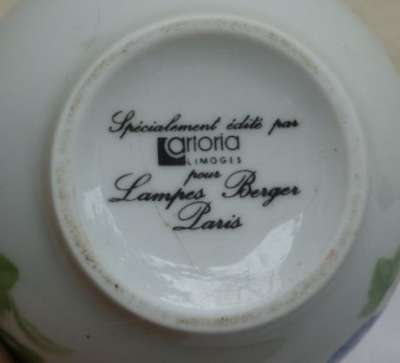 Spécialement édité par
artoria
LIMOGES
pour
Lampes Berger
Paris